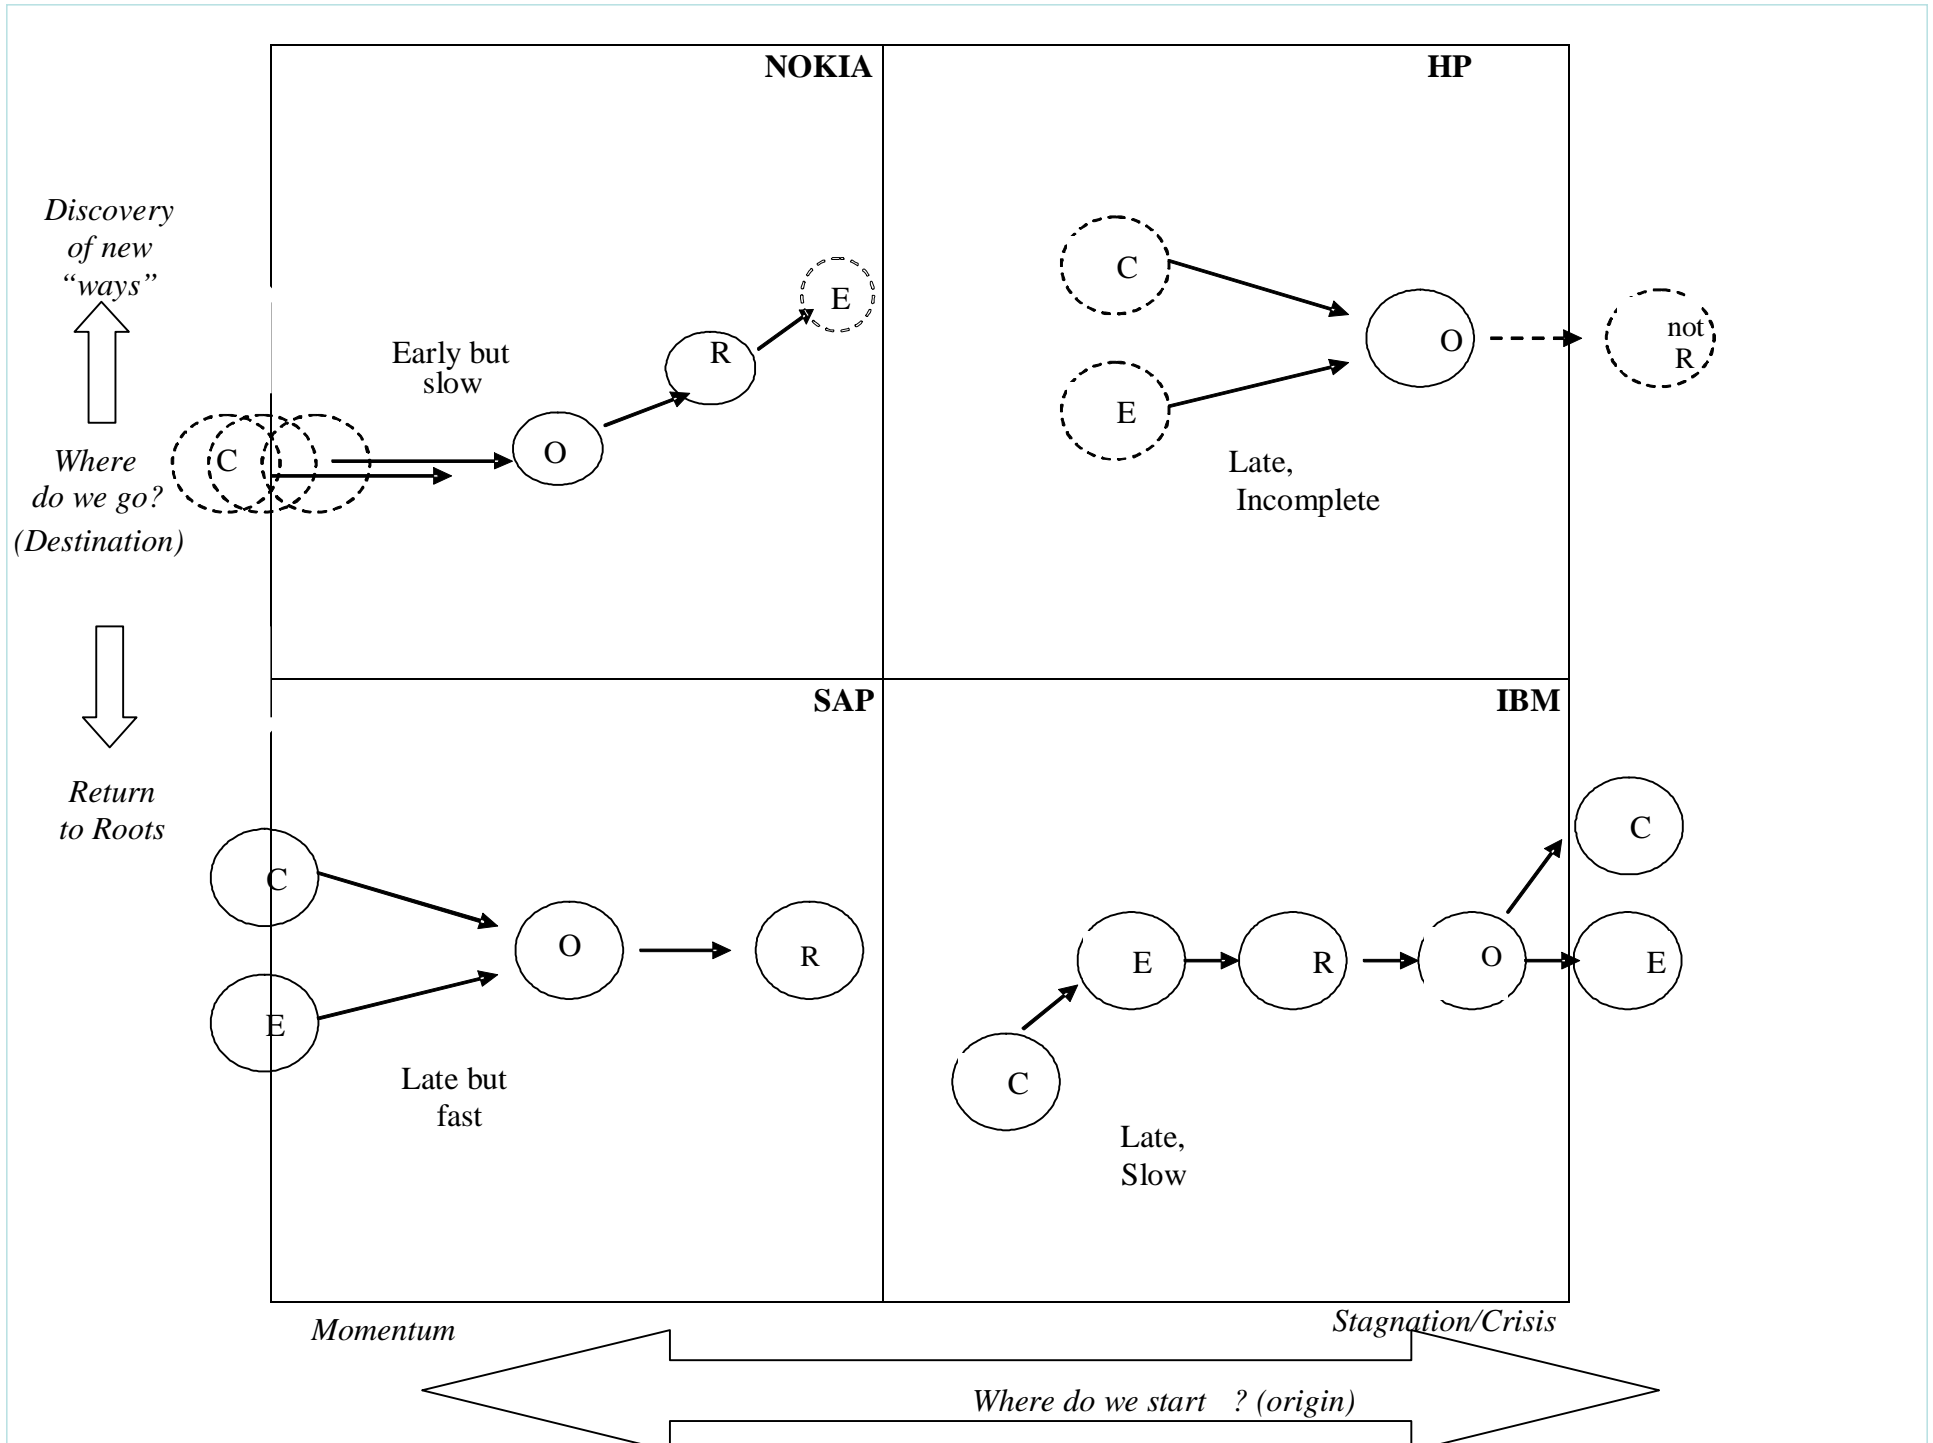 NOKIA
HP
Discovery
of new
“ways”
C
E
Early but
slow
R
E
O
not
R
Where
do we go?
(Destination)
C
O
E
Late,
Incomplete
SAP
IBM
Return
to Roots
C
E
O
R
Late but
fast
C
E
R
O
C
E
Late,
Slow
Momentum
Stagnation/Crisis
Where do we start ? (origin)